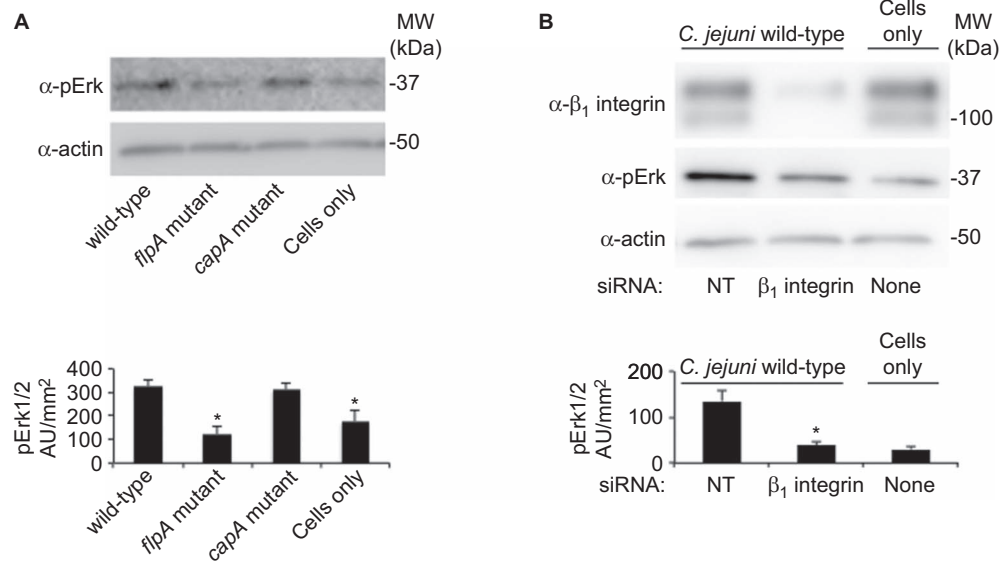 A
MW
(kDa)
α-pErk
-37
α-actin
-50
wild-type
flpA mutant
capA mutant
Cells only
pErk1/2
AU/mm²
400
300
200
100
0
*
*
wild-type
flpA mutant
capA mutant
Cells only
B
C. jejuni wild-type
Cells
only
MW
(kDa)
α-β₁ integrin
-100
α-pErk
-37
α-actin
-50
siRNA: NT β₁ integrin None
C. jejuni wild-type
Cells
only
pErk1/2
AU/mm²
200
100
0
*
siRNA: NT β₁ integrin None